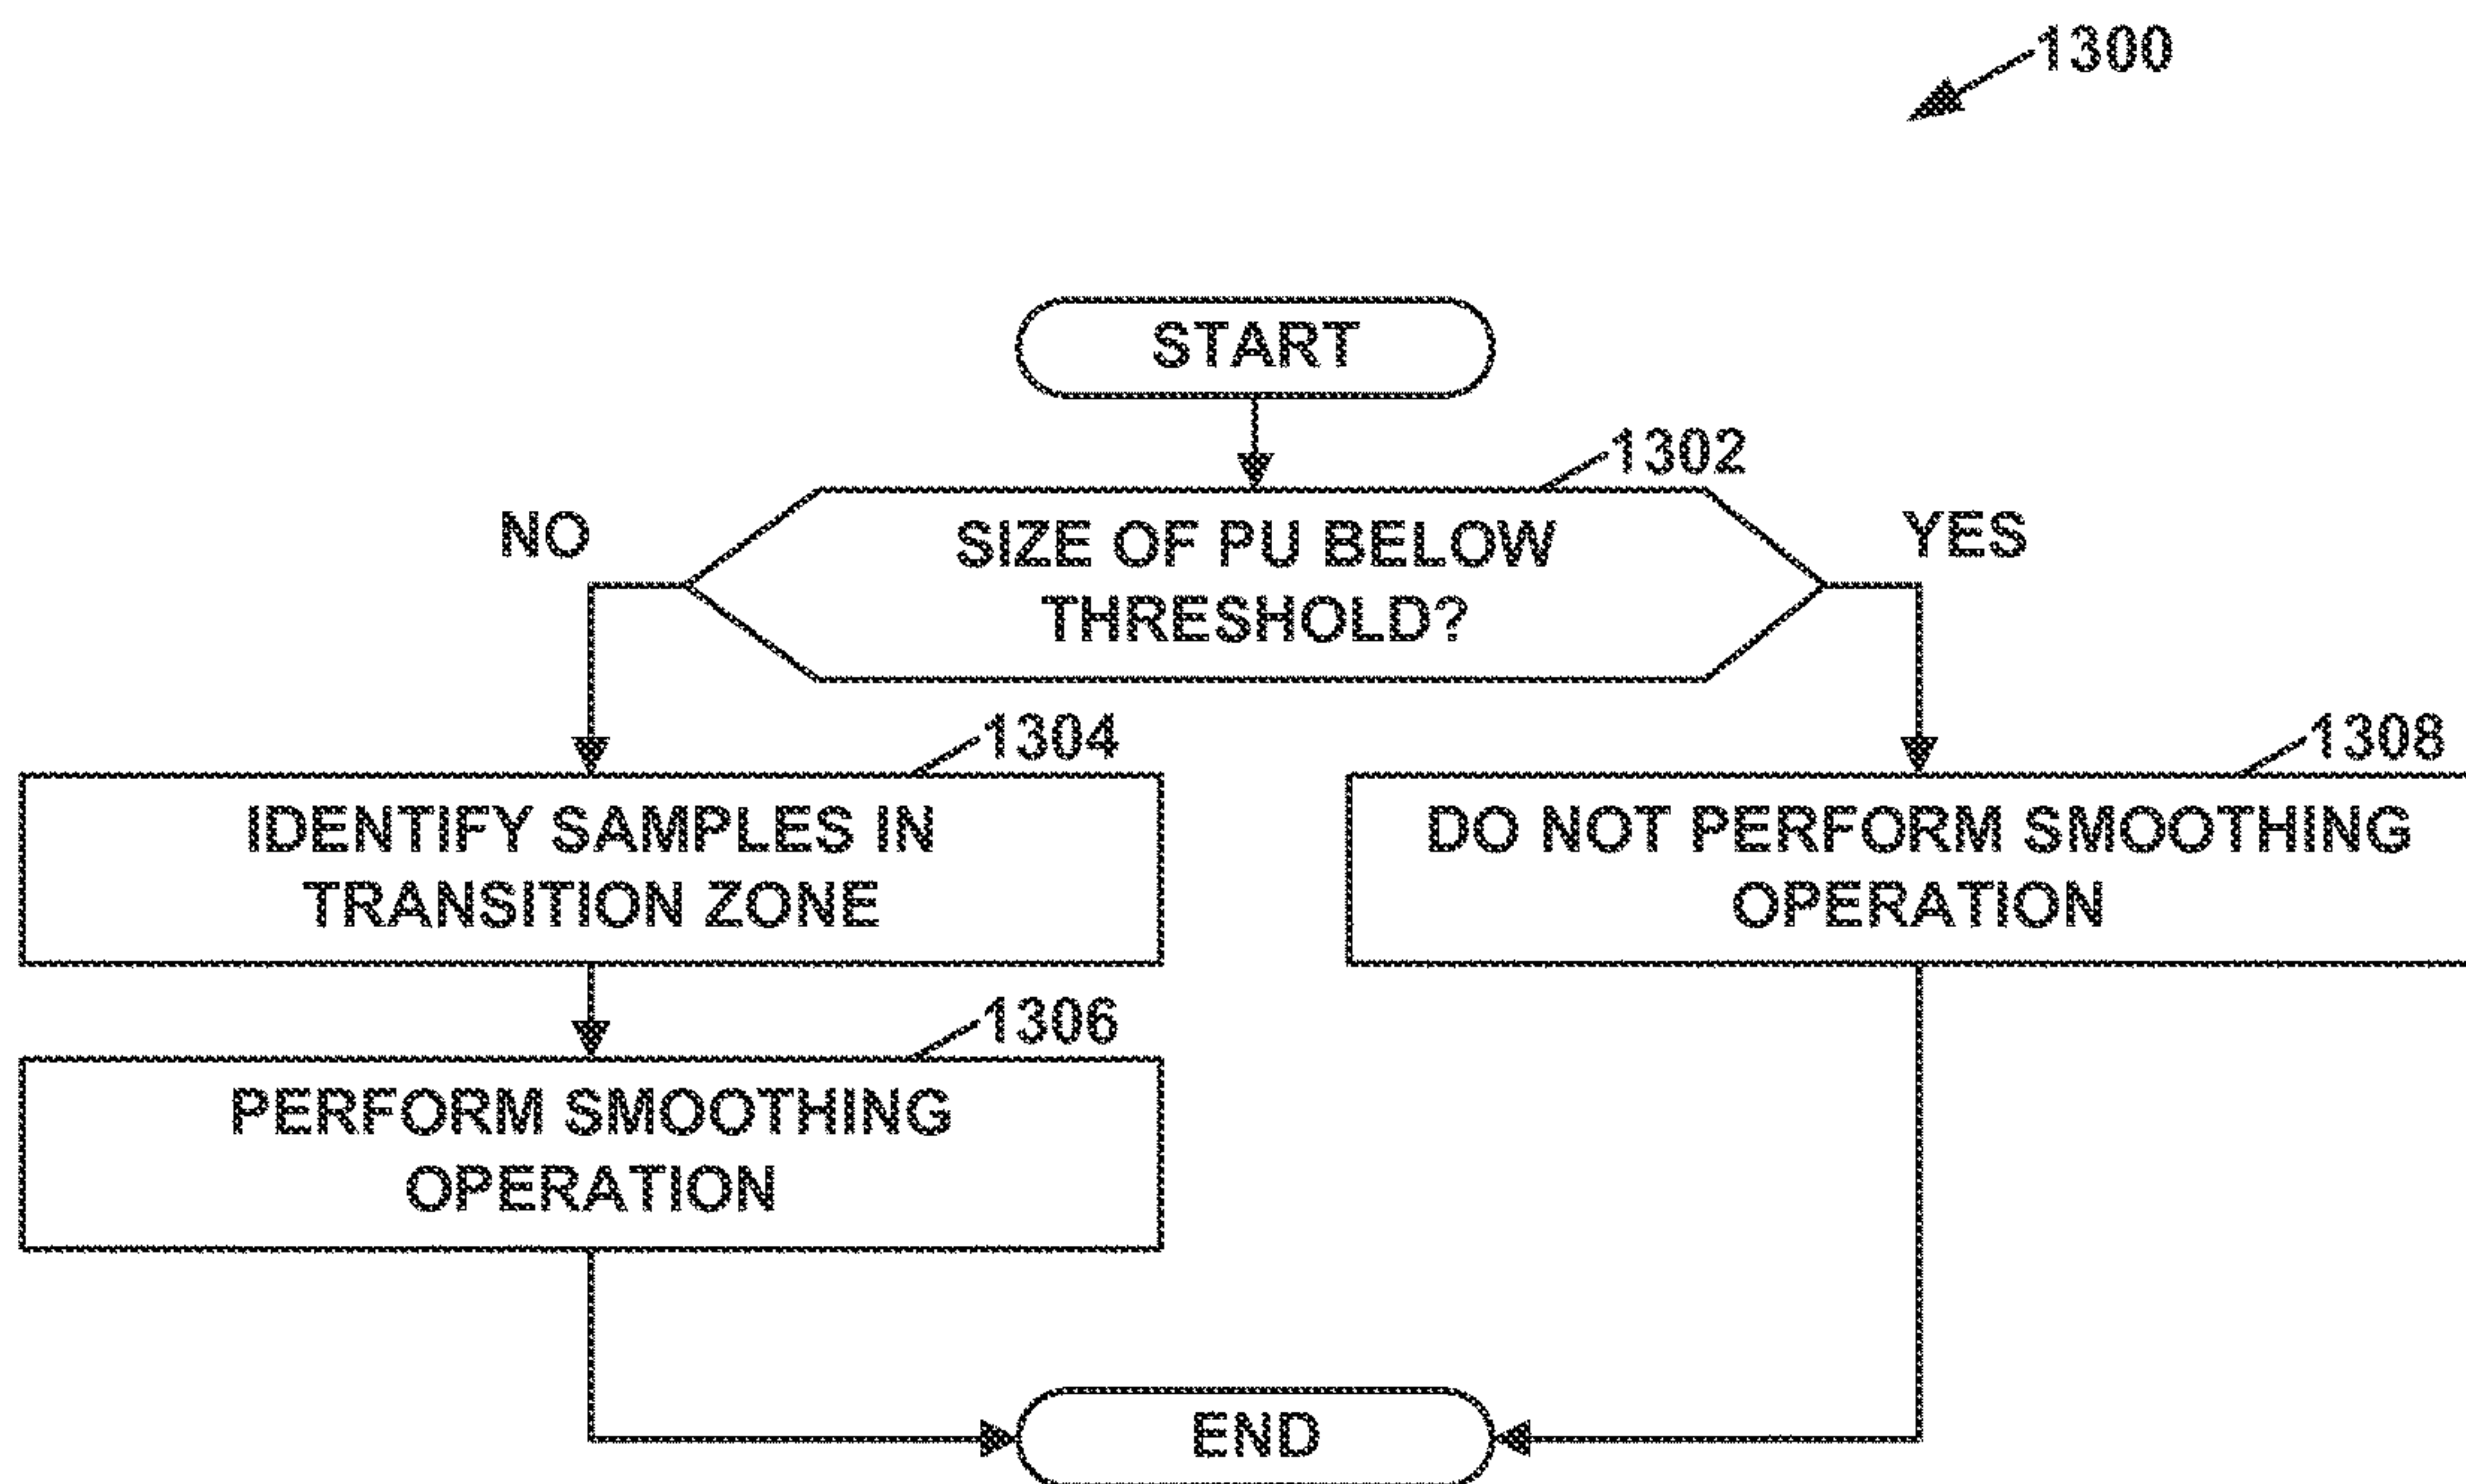 1300
START
1302
NO
SIZE OF PU BELOW
THRESHOLD?
YES
1304
IDENTIFY SAMPLES IN
TRANSITION ZONE
1308
DO NOT PERFORM SMOOTHING
OPERATION
1306
PERFORM SMOOTHING
OPERATION
END